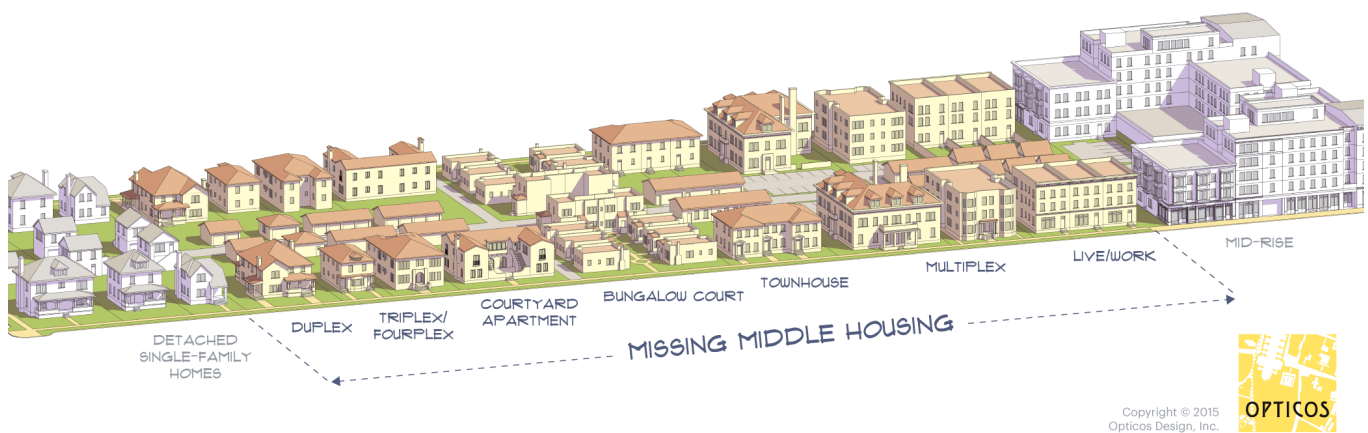 DETACHED
SINGLE-FAMILY
HOMES
DUPLEX
TRIPLEX/
FOURPLEX
COURTYARD
APARTMENT
BUNGALOW COURT
TOWNHOUSE
MULTIPLEX
LIVE/WORK
MID-RISE
MISSING MIDDLE HOUSING
Copyright © 2015
Opticos Design, Inc.
OPTICOS